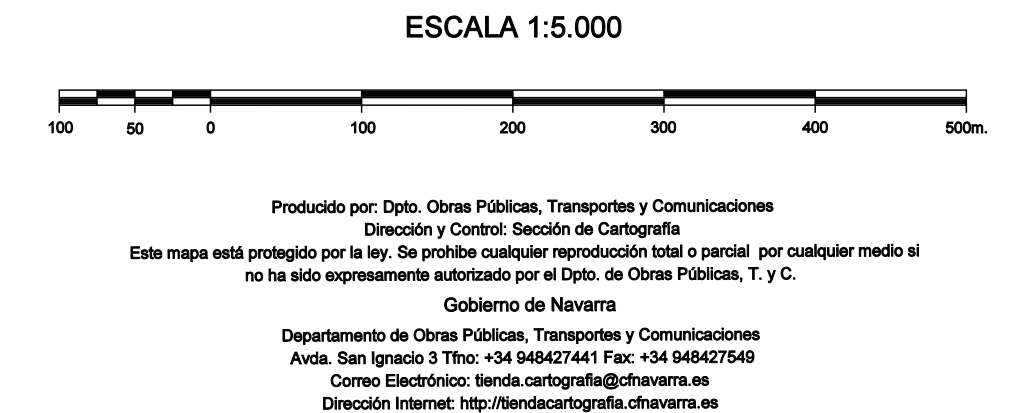 ESCALA 1:5.000
100 50 0 100 200 300 400 500m.
Producido por: Dpto. Obras Públicas, Transportes y Comunicaciones
Dirección y Control: Sección de Cartografía
Este mapa está protegido por la ley. Se prohibe cualquier reproducción total o parcial por cualquier medio si
no ha sido expresamente autorizado por el Dpto. de Obras Públicas, T. y C.
Gobierno de Navarra
Departamento de Obras Públicas, Transportes y Comunicaciones
Avda. San Ignacio 3 Tfno: +34 948427441 Fax: +34 948427549
Correo Electrónico: tienda.cartografia@cfnavarra.es
Dirección Internet: http://tiendacartografia.cfnavarra.es